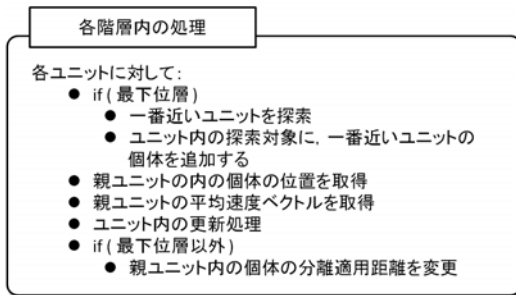 各階層内の処理
各ユニットに対して:
● if ( 最下位層 )
● 一番近いユニットを探索
● ユニット内の探索対象に, 一番近いユニットの
個体を追加する
● 親ユニットの内の個体の位置を取得
● 親ユニットの平均速度ベクトルを取得
● ユニット内の更新処理
● if ( 最下位層以外 )
● 親ユニット内の個体の分離適用距離を変更